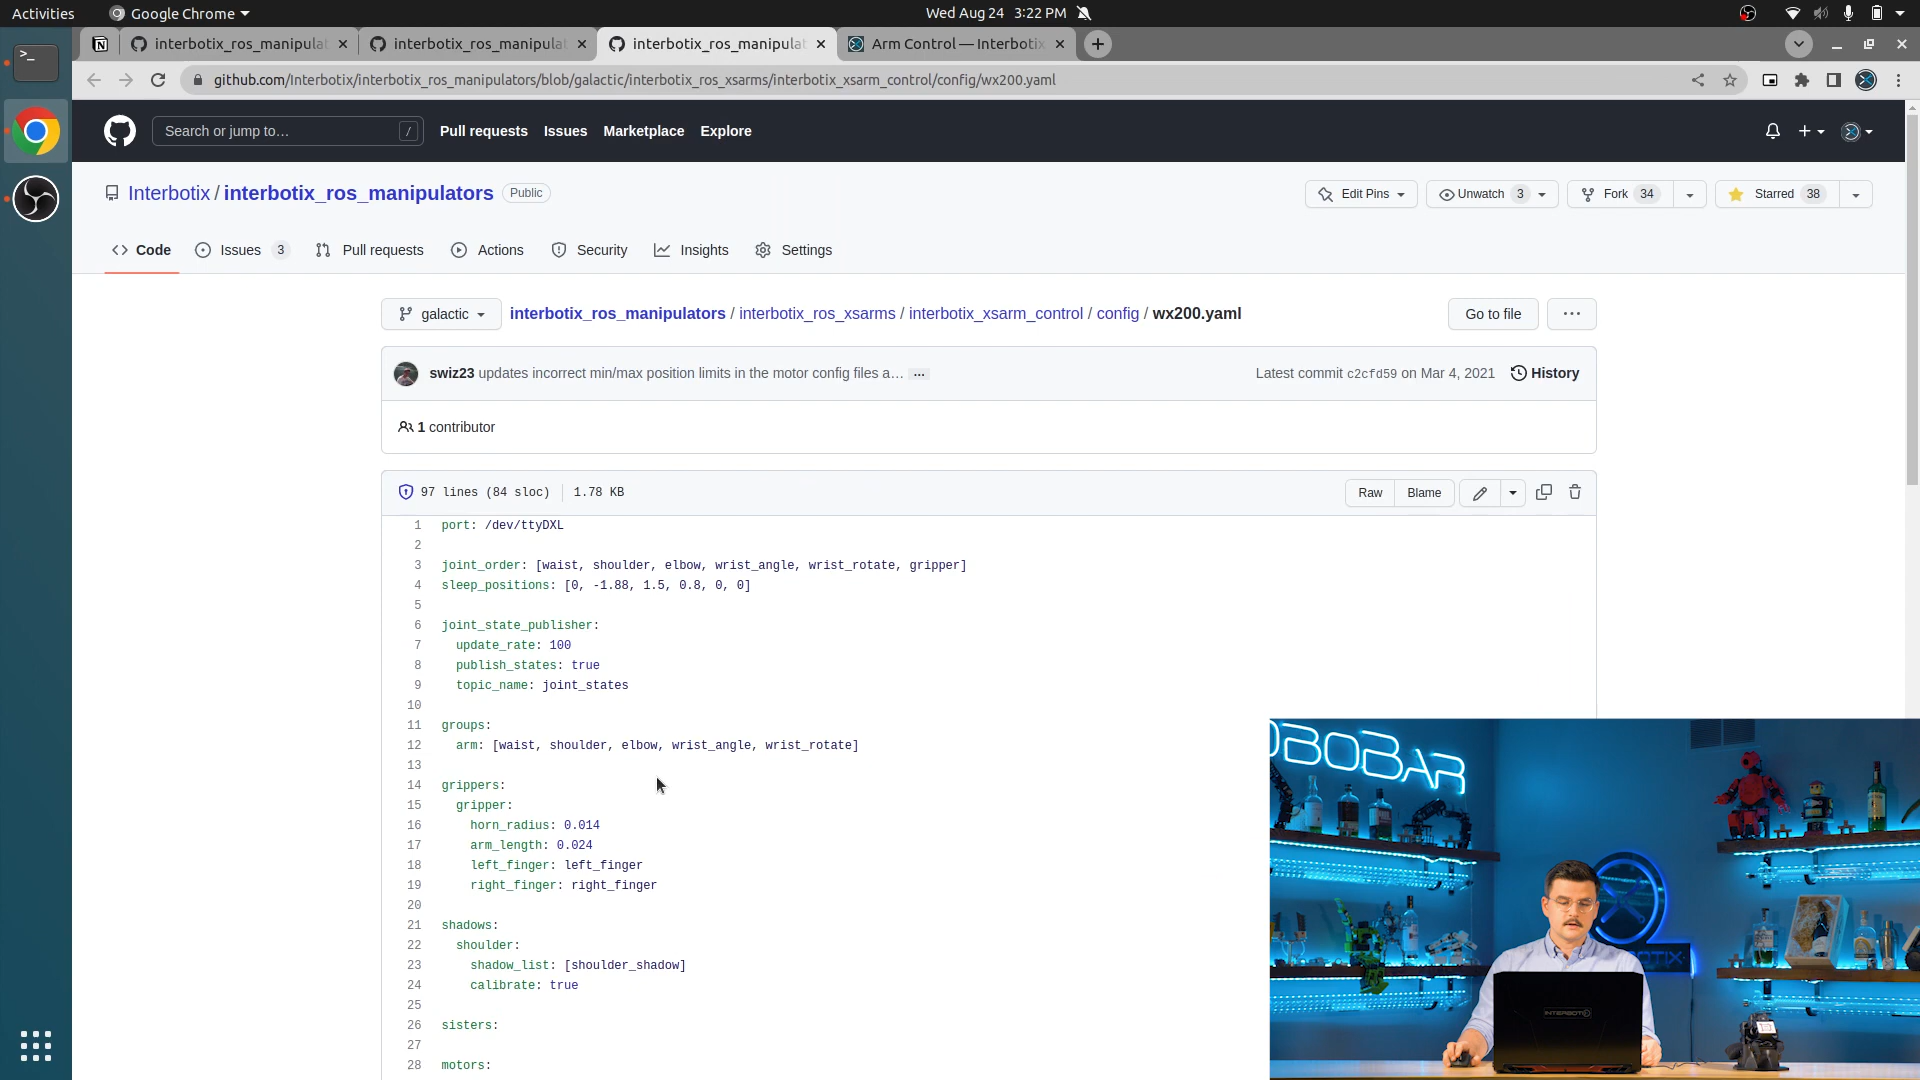 Activities
Google Chrome
Wed Aug 24 3:22 PM
interbotix_ros_manipulat
interbotix_ros_manipula
interbotix_ros_manipulat
Arm Control — Interbotix
github.com/Interbotix/interbotix_ros_manipulators/blob/galactic/interbotix_ros_xsarms/interbotix_xsarm_control/config/wx200.yaml
Search or jump to…
/
Pull requests
Issues
Marketplace
Explore
Interbotix / interbotix_ros_manipulators
Public
Edit Pins
Unwatch 3
Fork 34
Starred 38
Code
Issues 3
Pull requests
Actions
Security
Insights
Settings
galactic
interbotix_ros_manipulators / interbotix_ros_xsarms / interbotix_xsarm_control / config / wx200.yaml
Go to file
swiz23 updates incorrect min/max position limits in the motor config files a…
Latest commit c2cfd59 on Mar 4, 2021
History
1 contributor
97 lines (84 sloc)
1.78 KB
Raw
Blame
1 port: /dev/ttyDXL
2
3 joint_order: [waist, shoulder, elbow, wrist_angle, wrist_rotate, gripper]
4 sleep_positions: [0, -1.88, 1.5, 0.8, 0, 0]
5
6 joint_state_publisher:
7 update_rate: 100
8 publish_states: true
9 topic_name: joint_states
10
11 groups:
12 arm: [waist, shoulder, elbow, wrist_angle, wrist_rotate]
13
14 grippers:
15 gripper:
16 horn_radius: 0.014
17 arm_length: 0.024
18 left_finger: left_finger
19 right_finger: right_finger
20
21 shadows:
22 shoulder:
23 shadow_list: [shoulder_shadow]
24 calibrate: true
25
26 sisters:
27
28 motors:
OBOBAR
BOTIX
INTERBOTIX